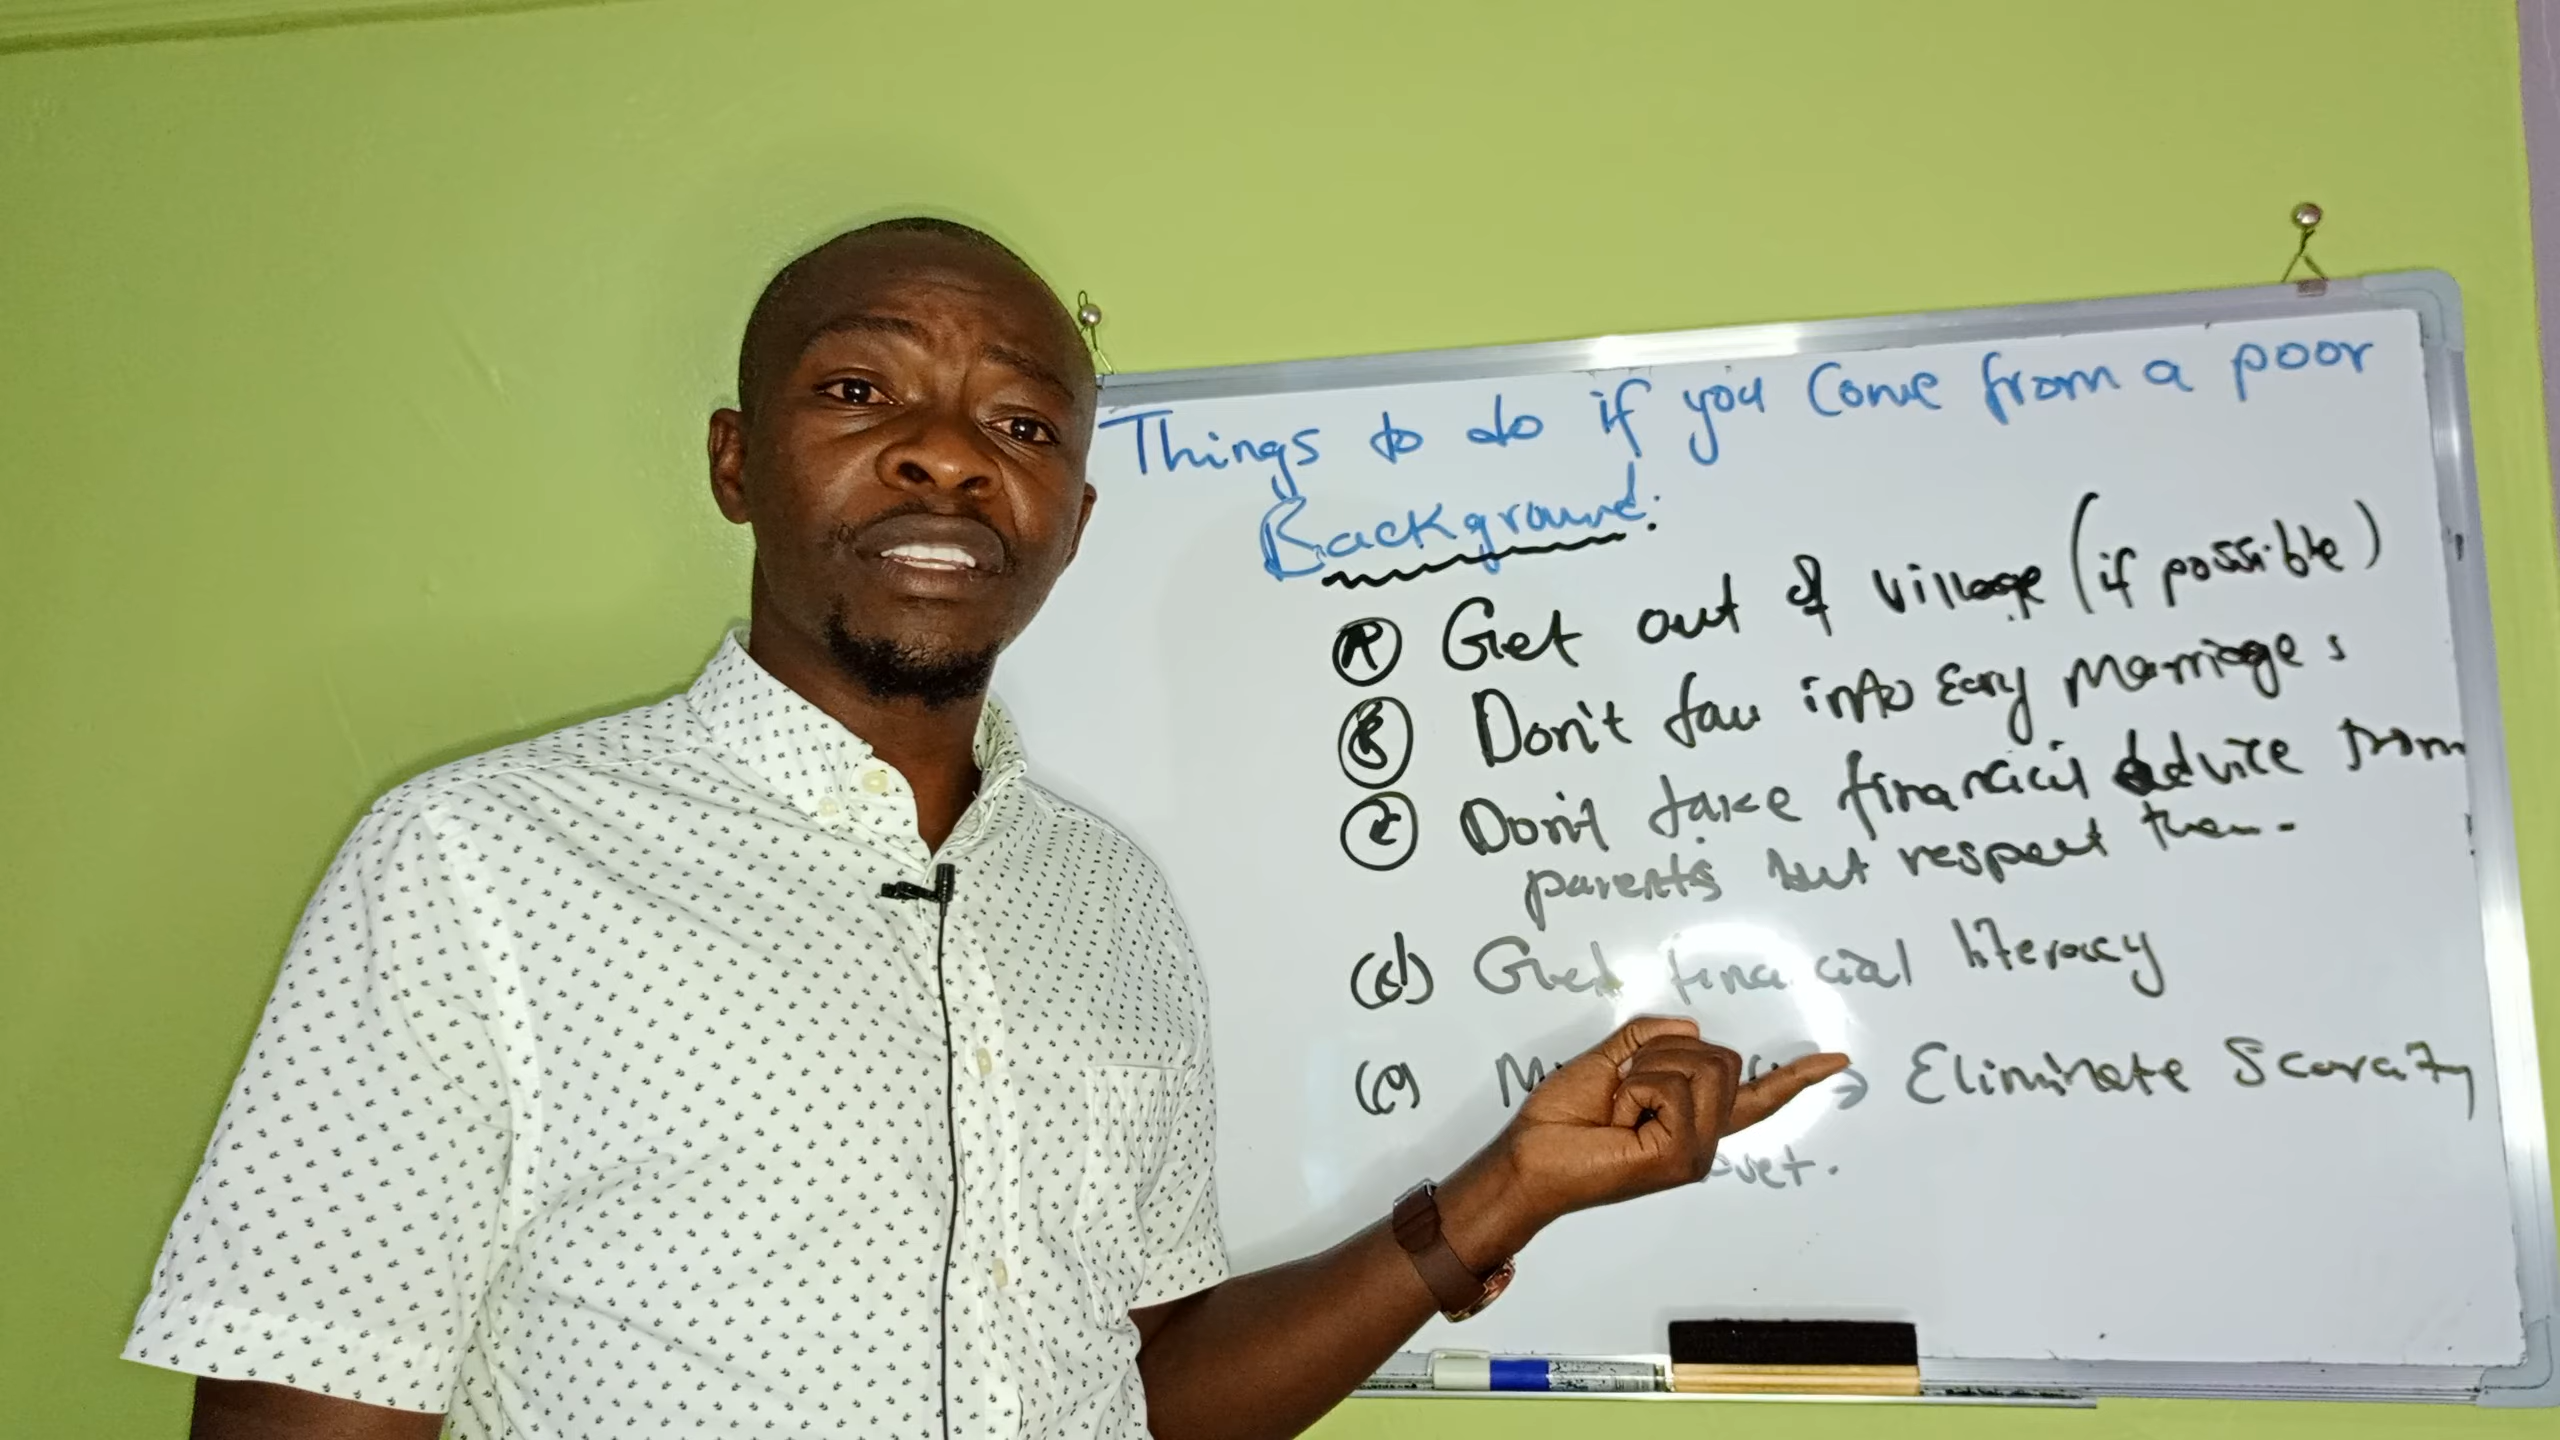 Things to do if you Come from a poor
Background:
(A) Get out of village (if possible)
(B) Don't fall into Early Marriages
(C) Don't take financial Advice from
parents but respect them.
(d) Get financial literacy
(e) → Eliminate Scarcity